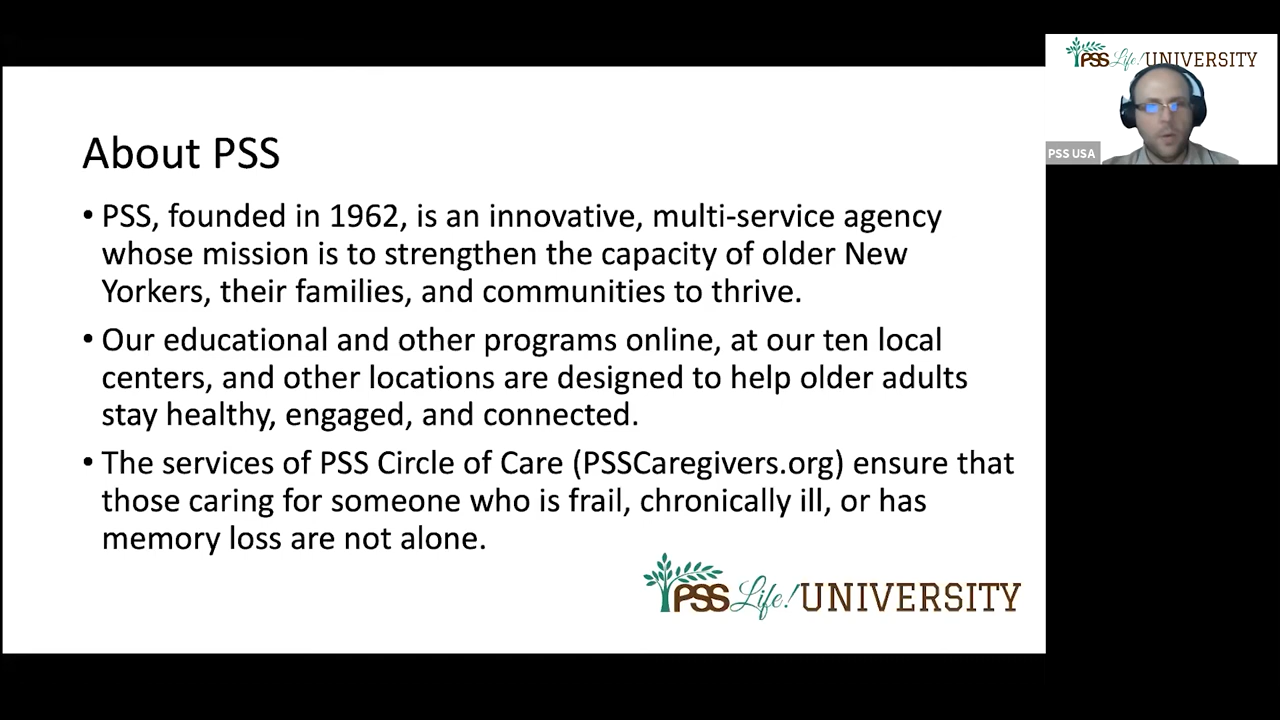 PSS Life! UNIVERSITY
PSS USA
About PSS
• PSS, founded in 1962, is an innovative, multi-service agency
whose mission is to strengthen the capacity of older New
Yorkers, their families, and communities to thrive.
• Our educational and other programs online, at our ten local
centers, and other locations are designed to help older adults
stay healthy, engaged, and connected.
• The services of PSS Circle of Care (PSSCaregivers.org) ensure that
those caring for someone who is frail, chronically ill, or has
memory loss are not alone.
PSS Life! UNIVERSITY